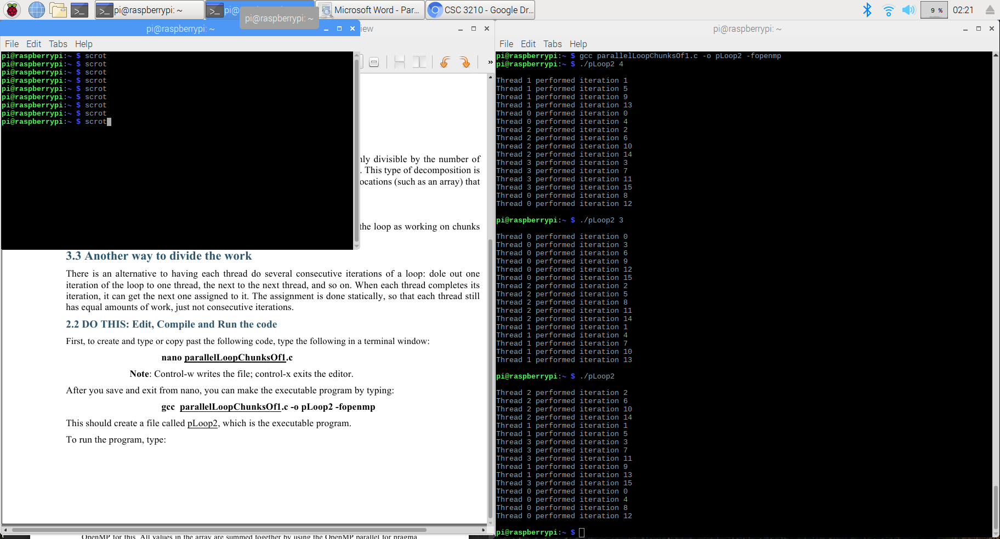 pi@raspberrypi: ~
pi@
Microsoft Word - Par...
CSC 3210 - Google Dr...
9 %
02:21
pi@raspberrypi: ~
pi@raspberrypi: ~
File Edit Tabs Help
pi@raspberrypi:~ $ scrot
pi@raspberrypi:~ $ scrot
pi@raspberrypi:~ $ scrot
pi@raspberrypi:~ $ scrot
pi@raspberrypi:~ $ scrot
pi@raspberrypi:~ $ scrot
pi@raspberrypi:~ $ scrot
pi@raspberrypi:~ $ scrot
pi@raspberrypi:~ $ scrot
iew
»
nly divisible by the number of
. This type of decomposition is
ocations (such as an array) that
the loop as working on chunks
3.3 Another way to divide the work
There is an alternative to having each thread do several consecutive iterations of a loop: dole out one
iteration of the loop to one thread, the next to the next thread, and so on. When each thread completes its
iteration, it can get the next one assigned to it. The assignment is done statically, so that each thread still
has equal amounts of work, just not consecutive iterations.
2.2 DO THIS: Edit, Compile and Run the code
First, to create and type or copy past the following code, type the following in a terminal window:
nano parallelLoopChunksOf1.c
Note: Control-w writes the file; control-x exits the editor.
After you save and exit from nano, you can make the executable program by typing:
gcc parallelLoopChunksOf1.c -o pLoop2 -fopenmp
This should create a file called pLoop2, which is the executable program.
To run the program, type:
OpenMP for this. All values in the array are summed together by using the OpenMP parallel for pragma
pi@raspberrypi: ~
File Edit Tabs Help
pi@raspberrypi:~ $ gcc parallelLoopChunksOf1.c -o pLoop2 -fopenmp
pi@raspberrypi:~ $ ./pLoop2 4
Thread 1 performed iteration 1
Thread 1 performed iteration 5
Thread 1 performed iteration 9
Thread 1 performed iteration 13
Thread 0 performed iteration 0
Thread 0 performed iteration 4
Thread 2 performed iteration 2
Thread 2 performed iteration 6
Thread 2 performed iteration 10
Thread 2 performed iteration 14
Thread 3 performed iteration 3
Thread 3 performed iteration 7
Thread 3 performed iteration 11
Thread 3 performed iteration 15
Thread 0 performed iteration 8
Thread 0 performed iteration 12
pi@raspberrypi:~ $ ./pLoop2 3
Thread 0 performed iteration 0
Thread 0 performed iteration 3
Thread 0 performed iteration 6
Thread 0 performed iteration 9
Thread 0 performed iteration 12
Thread 0 performed iteration 15
Thread 2 performed iteration 2
Thread 2 performed iteration 5
Thread 2 performed iteration 8
Thread 2 performed iteration 11
Thread 2 performed iteration 14
Thread 1 performed iteration 1
Thread 1 performed iteration 4
Thread 1 performed iteration 7
Thread 1 performed iteration 10
Thread 1 performed iteration 13
pi@raspberrypi:~ $ ./pLoop2
Thread 2 performed iteration 2
Thread 2 performed iteration 6
Thread 2 performed iteration 10
Thread 2 performed iteration 14
Thread 1 performed iteration 1
Thread 1 performed iteration 5
Thread 3 performed iteration 3
Thread 3 performed iteration 7
Thread 3 performed iteration 11
Thread 1 performed iteration 9
Thread 1 performed iteration 13
Thread 3 performed iteration 15
Thread 0 performed iteration 0
Thread 0 performed iteration 4
Thread 0 performed iteration 8
Thread 0 performed iteration 12
pi@raspberrypi:~ $